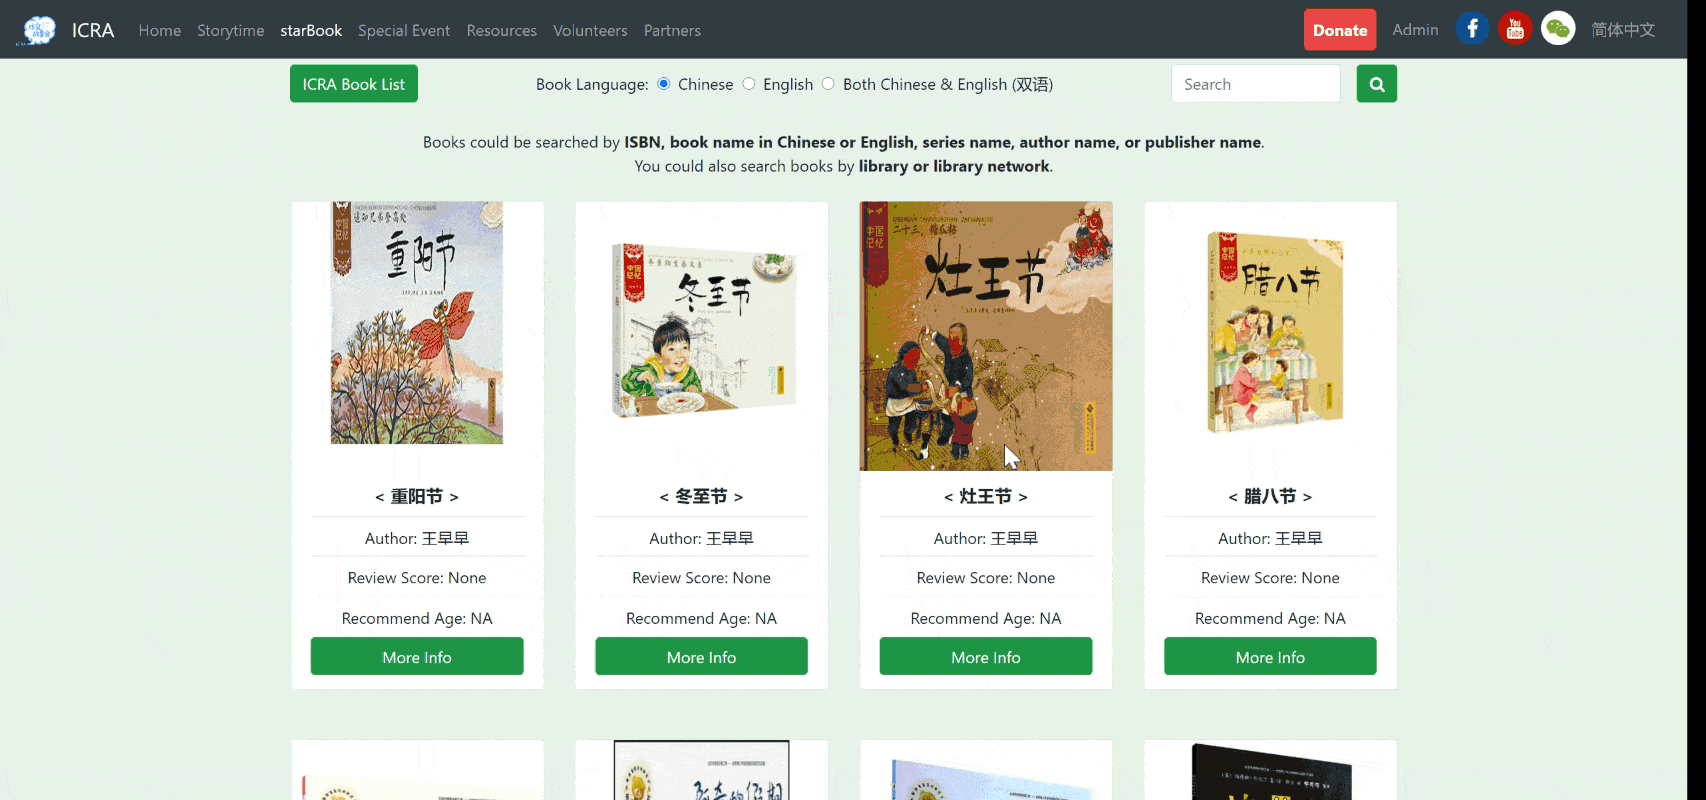 ICRA Home Storytime starBook Special Event Resources Volunteers Partners Donate Admin 简体中文
ICRA Book List Book Language: Chinese English Both Chinese & English (双语) Search
Books could be searched by ISBN, book name in Chinese or English, series name, author name, or publisher name.
You could also search books by library or library network.
重阳节
冬至节
二十三，糖瓜粘
灶王节
腊八节
< 重阳节 > < 冬至节 > < 灶王节 > < 腊八节 >
Author: 王早早 Author: 王早早 Author: 王早早 Author: 王早早
Review Score: None Review Score: None Review Score: None Review Score: None
Recommend Age: NA Recommend Age: NA Recommend Age: NA Recommend Age: NA
More Info More Info More Info More Info